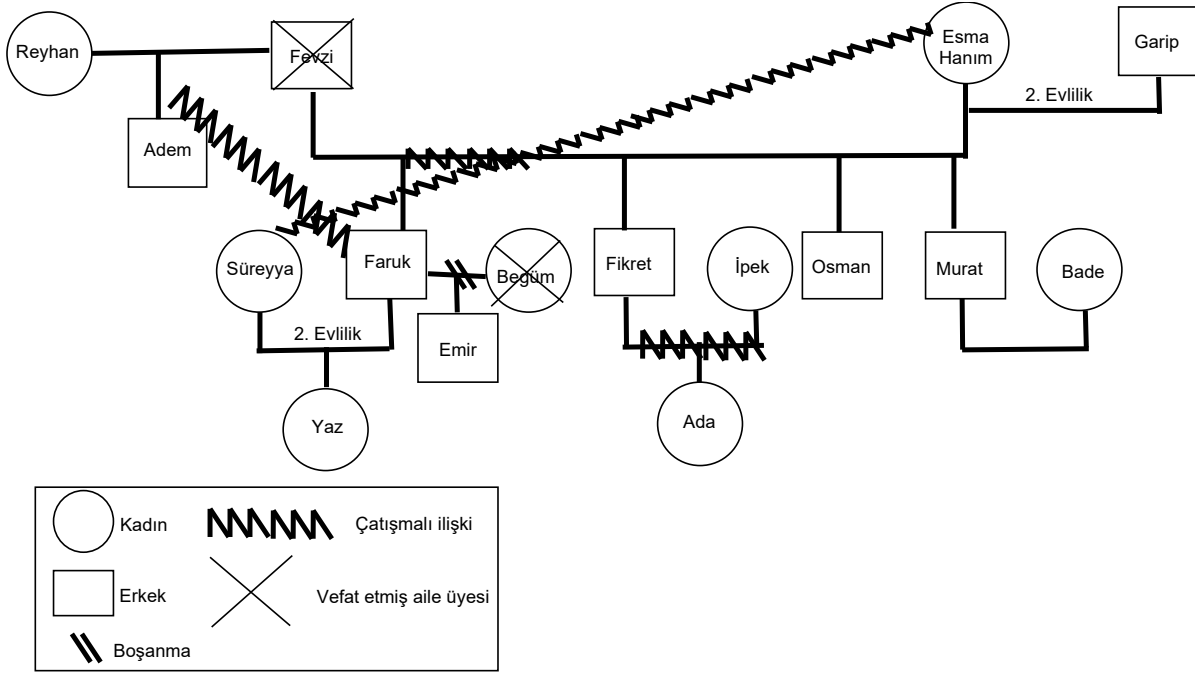 Reyhan
Fevzi
Esma
Hanım
Garip
2. Evlilik
Adem
Süreyya
Faruk
Begüm
Fikret
İpek
Osman
Murat
Bade
2. Evlilik
Emir
Yaz
Ada
Kadın
Çatışmalı ilişki
Erkek
Vefat etmiş aile üyesi
Boşanma